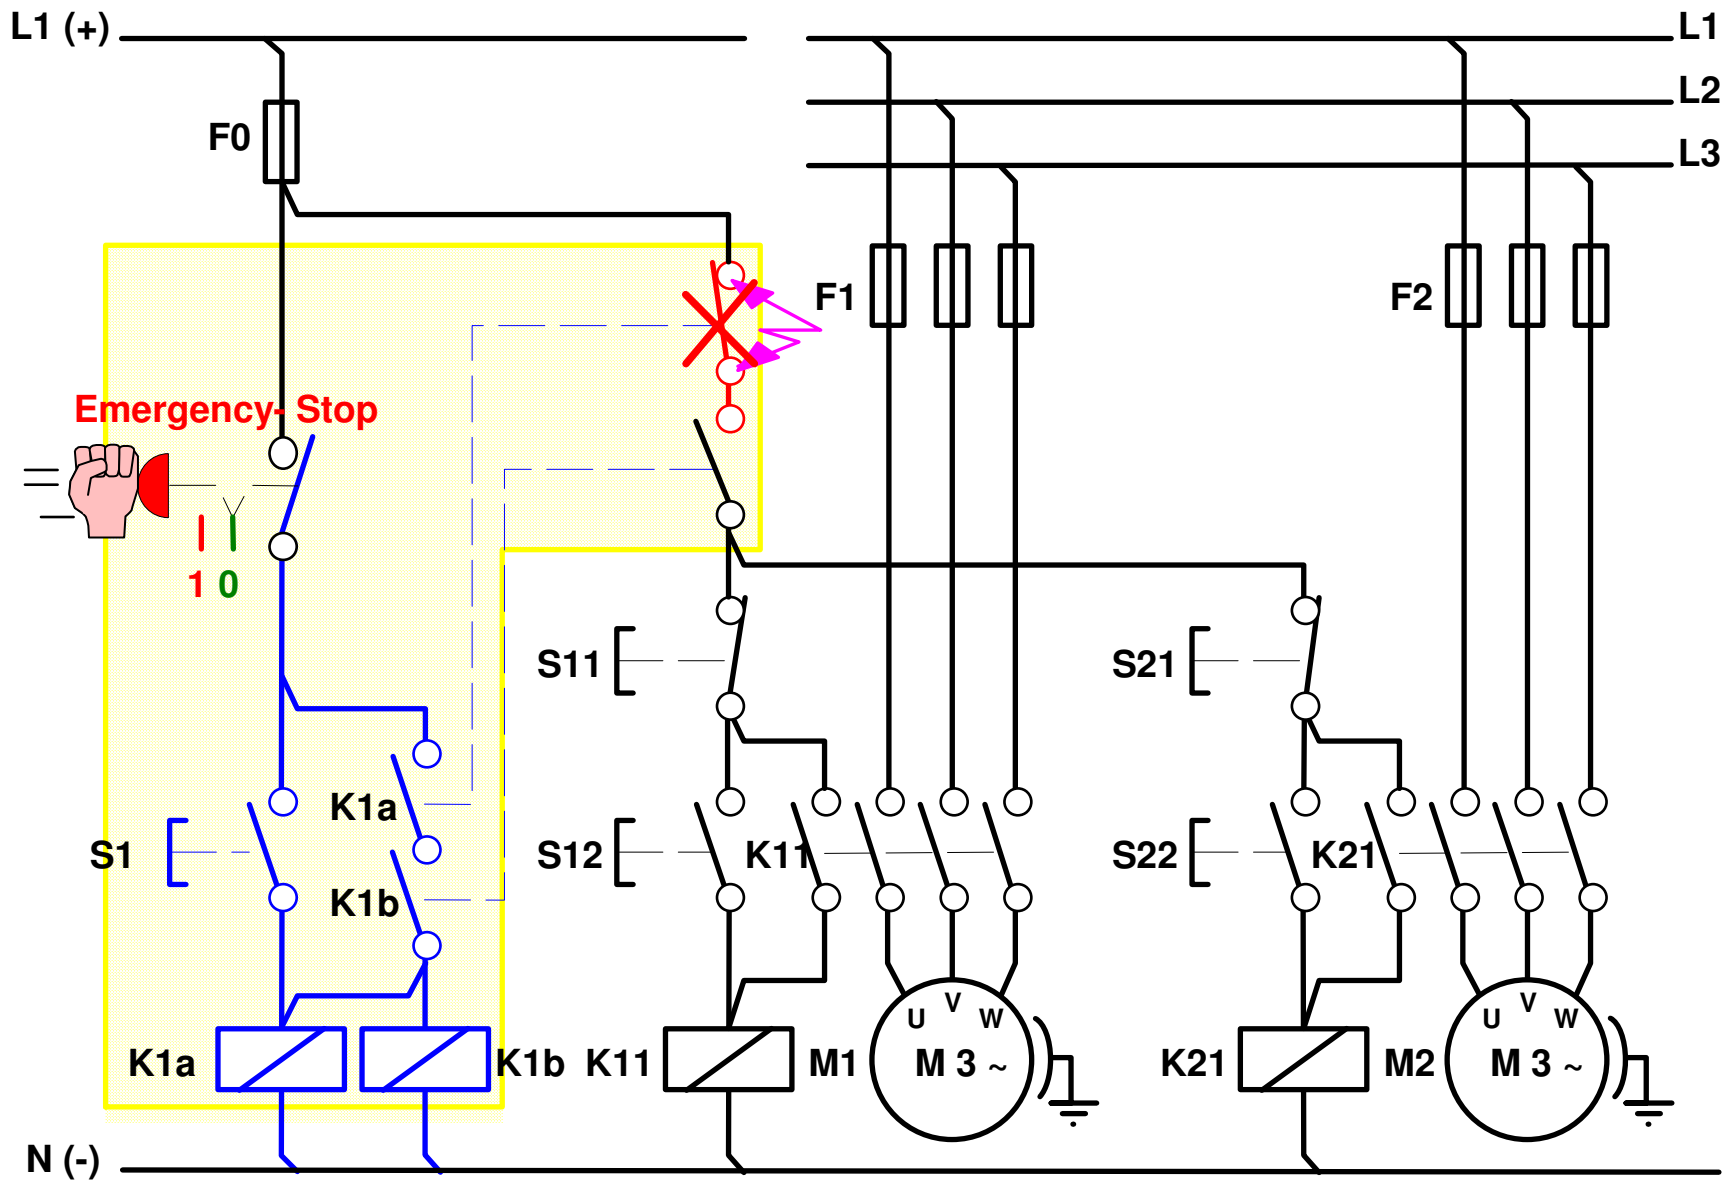 L1 (+)
L1
L2
L3
F0
F1
F2
Emergency- Stop
1 0
S11
S21
S1
K1a
K1b
S12
K11
S22
K21
U V W
U V W
K1a
K1b
K11
M1
M 3 ~
K21
M2
M 3 ~
N (-)